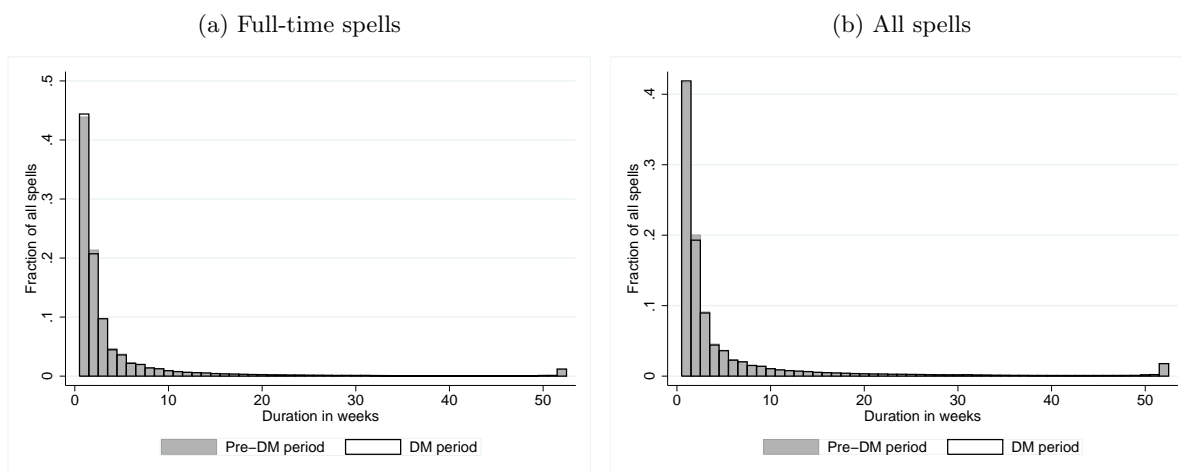 (a) Full-time spells
Fraction of all spells
.5
.4
.3
.2
.1
0
0 10 20 30 40 50
Duration in weeks
Pre−DM period DM period
(b) All spells
Fraction of all spells
.4
.3
.2
.1
0
0 10 20 30 40 50
Duration in weeks
Pre−DM period DM period